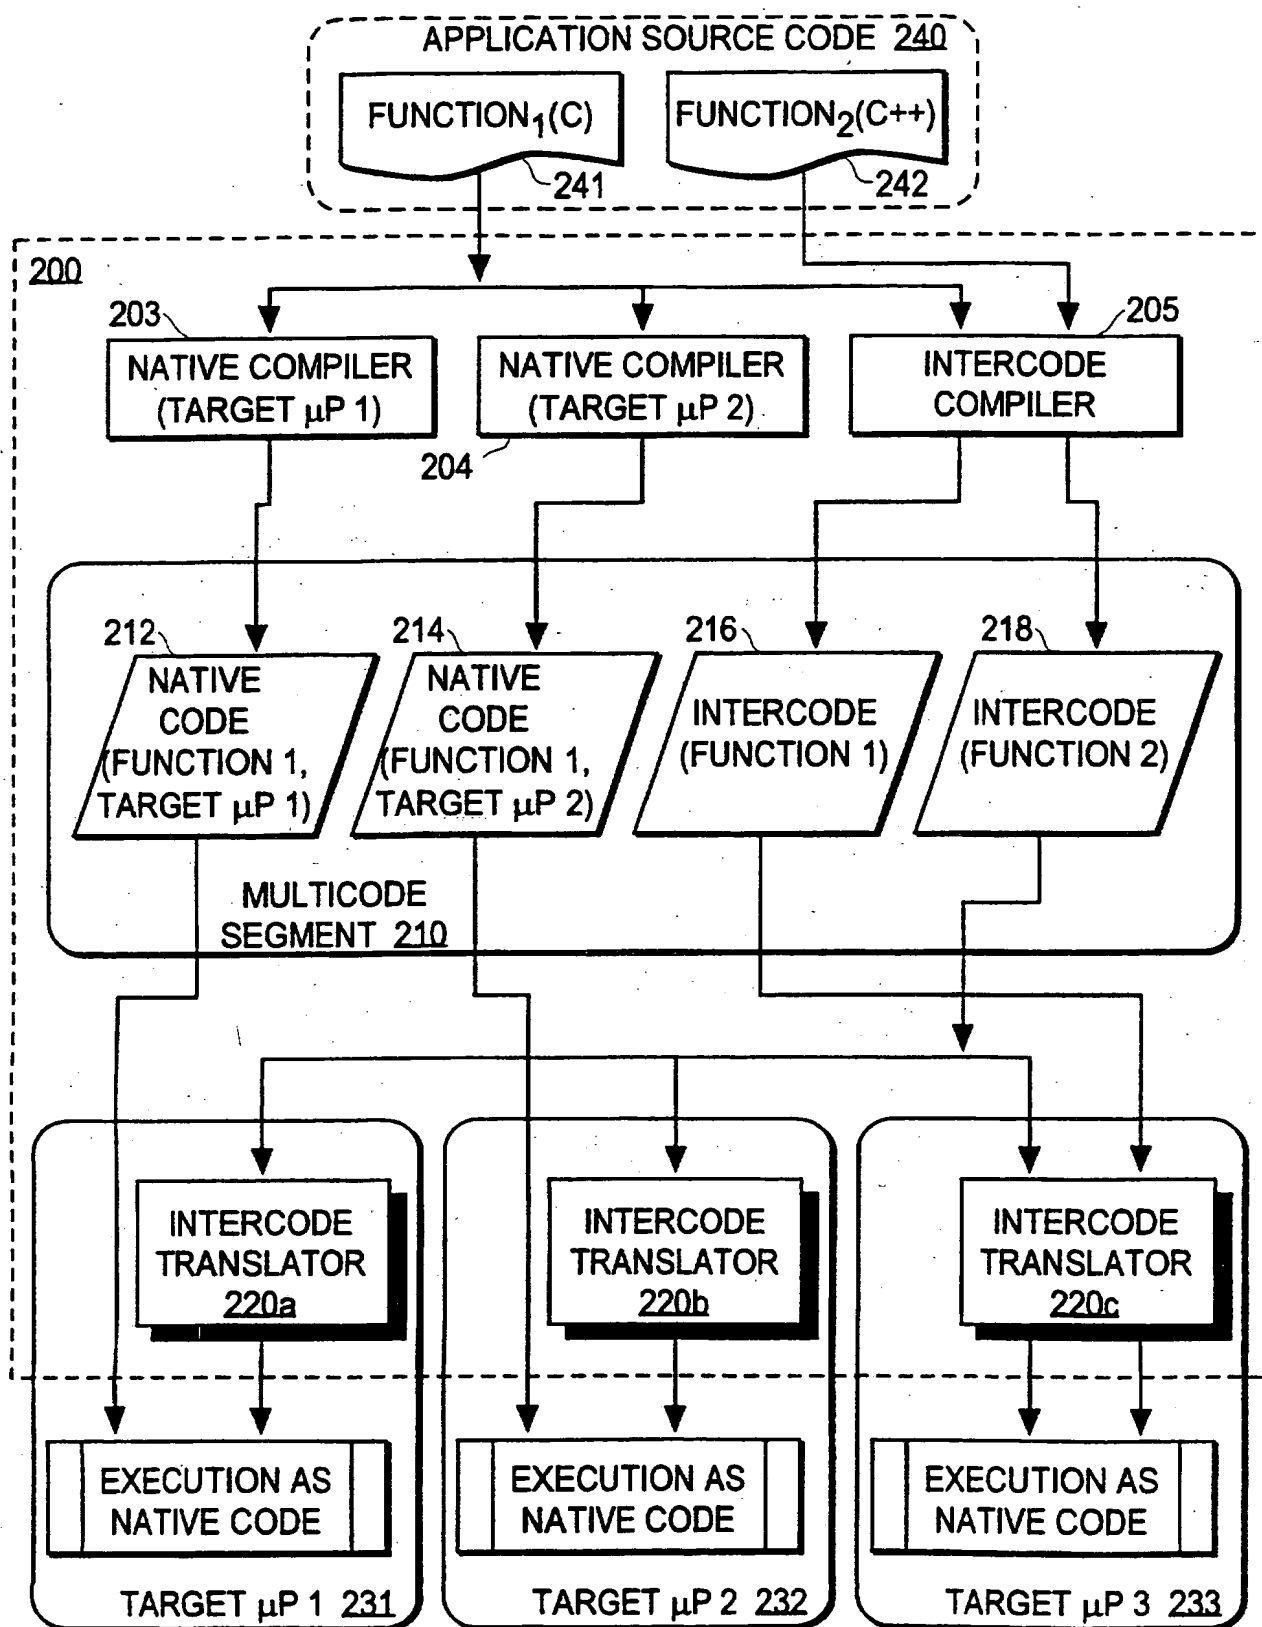 APPLICATION SOURCE CODE 240
FUNCTION1(C)
FUNCTION2(C++)
241
242
200
203
205
NATIVE COMPILER
(TARGET µP 1)
NATIVE COMPILER
(TARGET µP 2)
INTERCODE
COMPILER
204
212
214
216
218
NATIVE
CODE
(FUNCTION 1,
TARGET µP 1)
NATIVE
CODE
(FUNCTION 1,
TARGET µP 2)
INTERCODE
(FUNCTION 1)
INTERCODE
(FUNCTION 2)
MULTICODE
SEGMENT 210
INTERCODE
TRANSLATOR
220a
INTERCODE
TRANSLATOR
220b
INTERCODE
TRANSLATOR
220c
EXECUTION AS
NATIVE CODE
EXECUTION AS
NATIVE CODE
EXECUTION AS
NATIVE CODE
TARGET µP 1 231
TARGET µP 2 232
TARGET µP 3 233